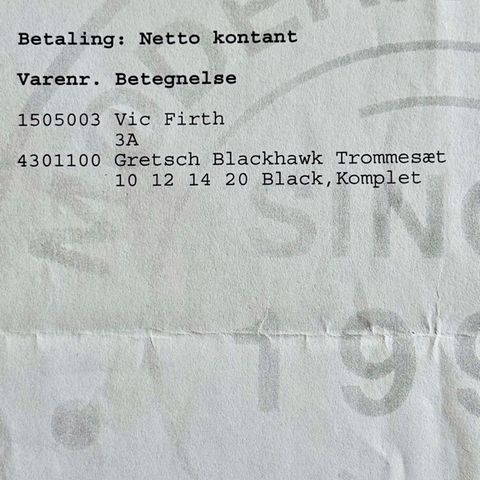 Betaling: Netto kontant
Varenr. Betegnelse
1505003 Vic Firth
3A
4301100 Gretsch Blackhawk Trommesæt
10 12 14 20 Black,Komplet